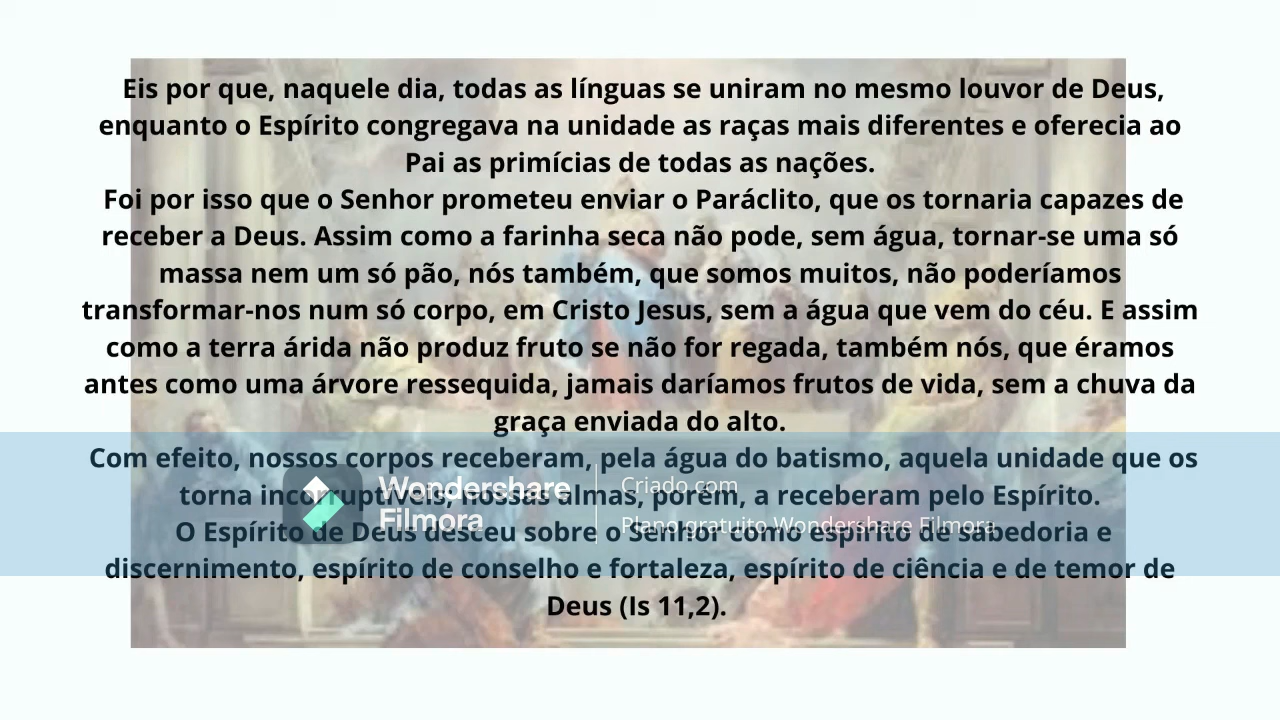 Eis por que, naquele dia, todas as línguas se uniram no mesmo louvor de Deus,
enquanto o Espírito congregava na unidade as raças mais diferentes e oferecia ao
Pai as primícias de todas as nações.
Foi por isso que o Senhor prometeu enviar o Paráclito, que os tornaria capazes de
receber a Deus. Assim como a farinha seca não pode, sem água, tornar-se uma só
massa nem um só pão, nós também, que somos muitos, não poderíamos
transformar-nos num só corpo, em Cristo Jesus, sem a água que vem do céu. E assim
como a terra árida não produz fruto se não for regada, também nós, que éramos
antes como uma árvore ressequida, jamais daríamos frutos de vida, sem a chuva da
graça enviada do alto.
Com efeito, nossos corpos receberam, pela água do batismo, aquela unidade que os
torna incorruptíveis; nossas almas, porém, a receberam pelo Espírito.
O Espírito de Deus desceu sobre o Senhor como espírito de sabedoria e
discernimento, espírito de conselho e fortaleza, espírito de ciência e de temor de
Deus (Is 11,2).
Wondershare
Filmora
Criado.com
Plano gratuito Wondershare Filmora